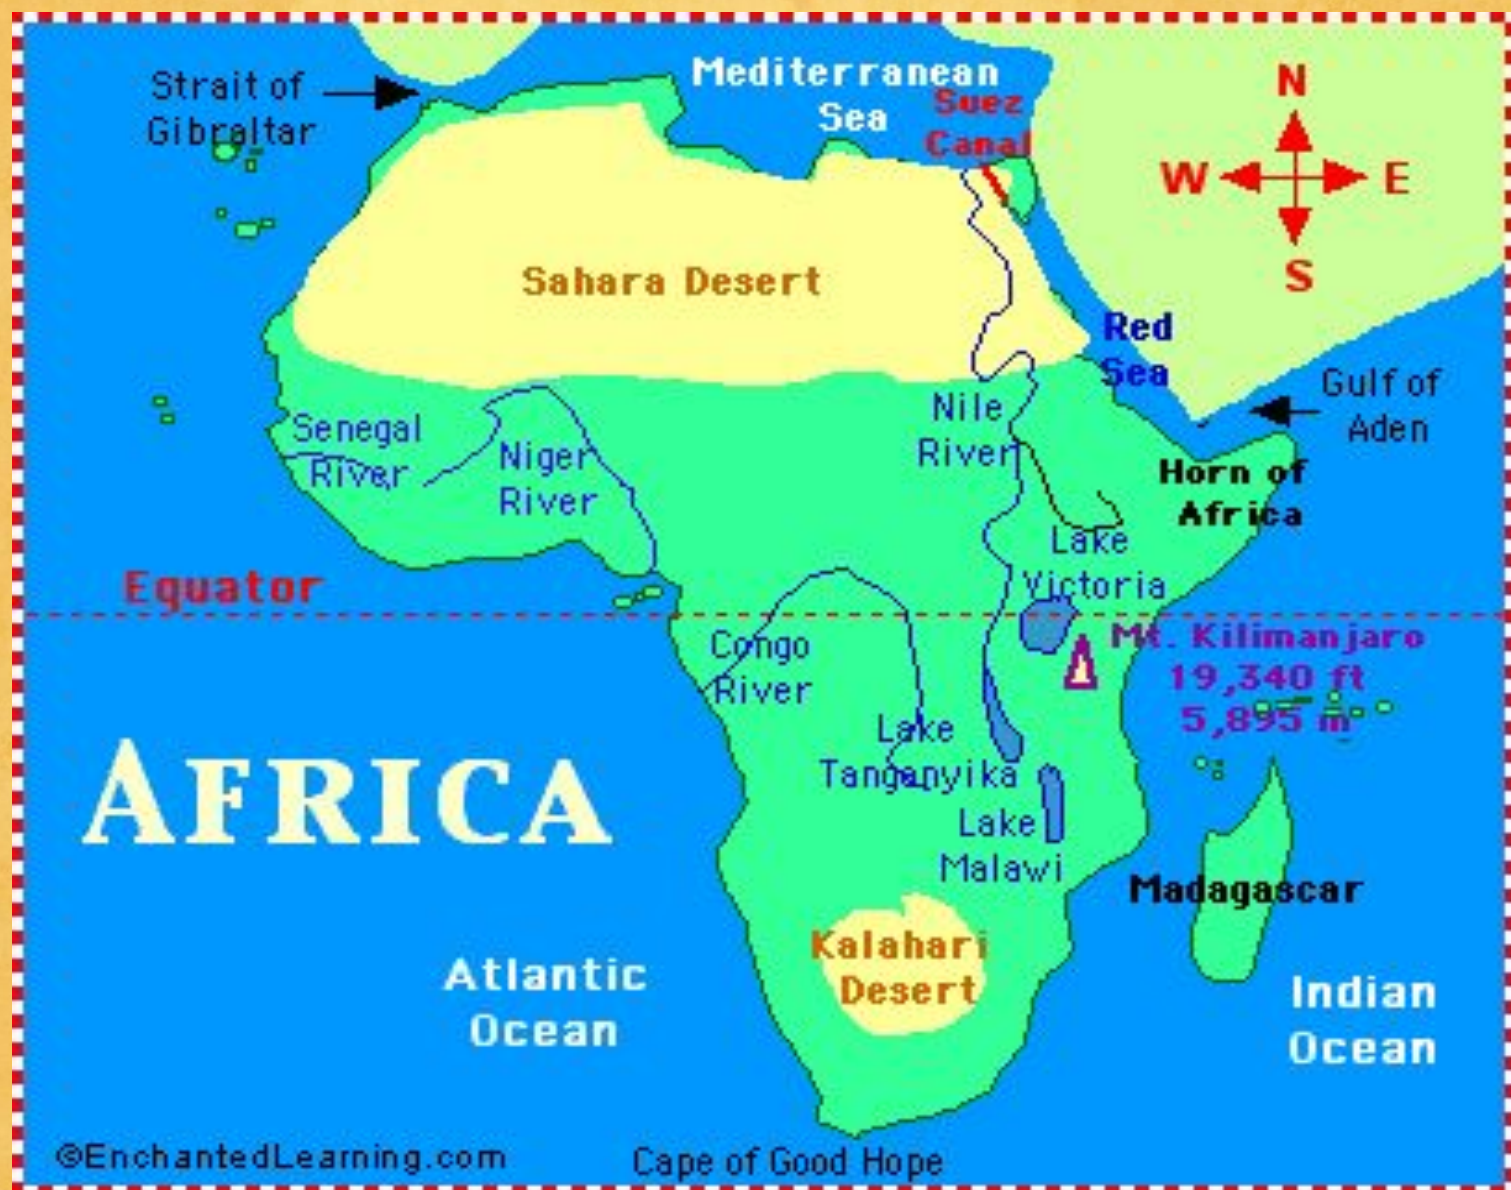 Strait of
Gibraltar
Mediterranean
Sea
Suez
Canal
N
W E
S
Sahara Desert
Red
Sea
Gulf of
Aden
Senegal
River
Niger
River
Nile
River
Horn of
Africa
Lake
Victoria
Equator
Mt. Kilimanjaro
19,340 ft
5,895 m
Congo
River
Lake
Tanganyika
Lake
Malawi
AFRICA
Madagascar
Kalahari
Desert
Atlantic
Ocean
Indian
Ocean
©EnchantedLearning.com
Cape of Good Hope